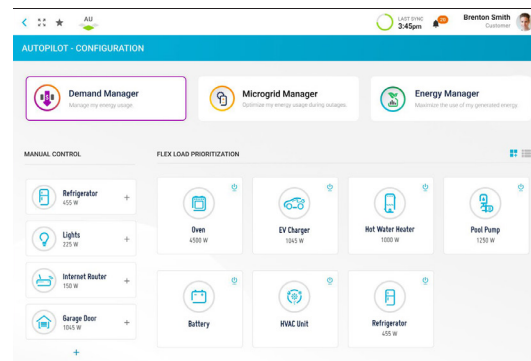 AU
LAST SYNC
3:45pm
Brenton Smith
Customer
AUTOPILOT - CONFIGURATION
Demand Manager
Manage my energy usage.
Microgrid Manager
Optimize my energy usage during outages.
Energy Manager
Maximize the use of my generated energy.
MANUAL CONTROL
FLEX LOAD PRIORITIZATION
Refrigerator
455 W
+
Lights
225 W
+
Internet Router
150 W
+
Garage Door
1045 W
+
+
Oven
4500 W
EV Charger
1045 W
Hot Water Heater
1000 W
Pool Pump
1250 W
Battery
HVAC Unit
Refrigerator
455 W